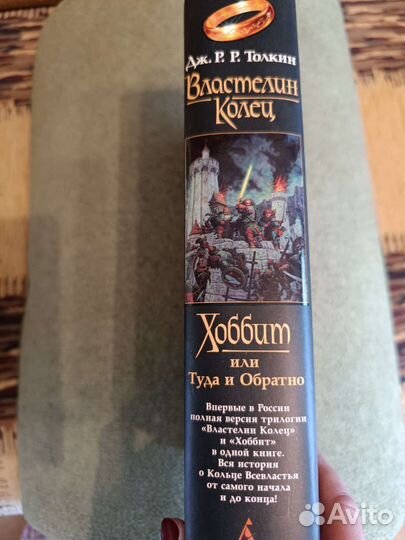 Дж. Р. Р. Толкин
Властелин
Колец
Хоббит
или
Туда и Обратно
Впервые в России
полная версия трилогии
«Властелин Колец»
и «Хоббит»
в одной книге.
Вся история
о Кольце Всевластья
от самого начала
и до конца!
Avito